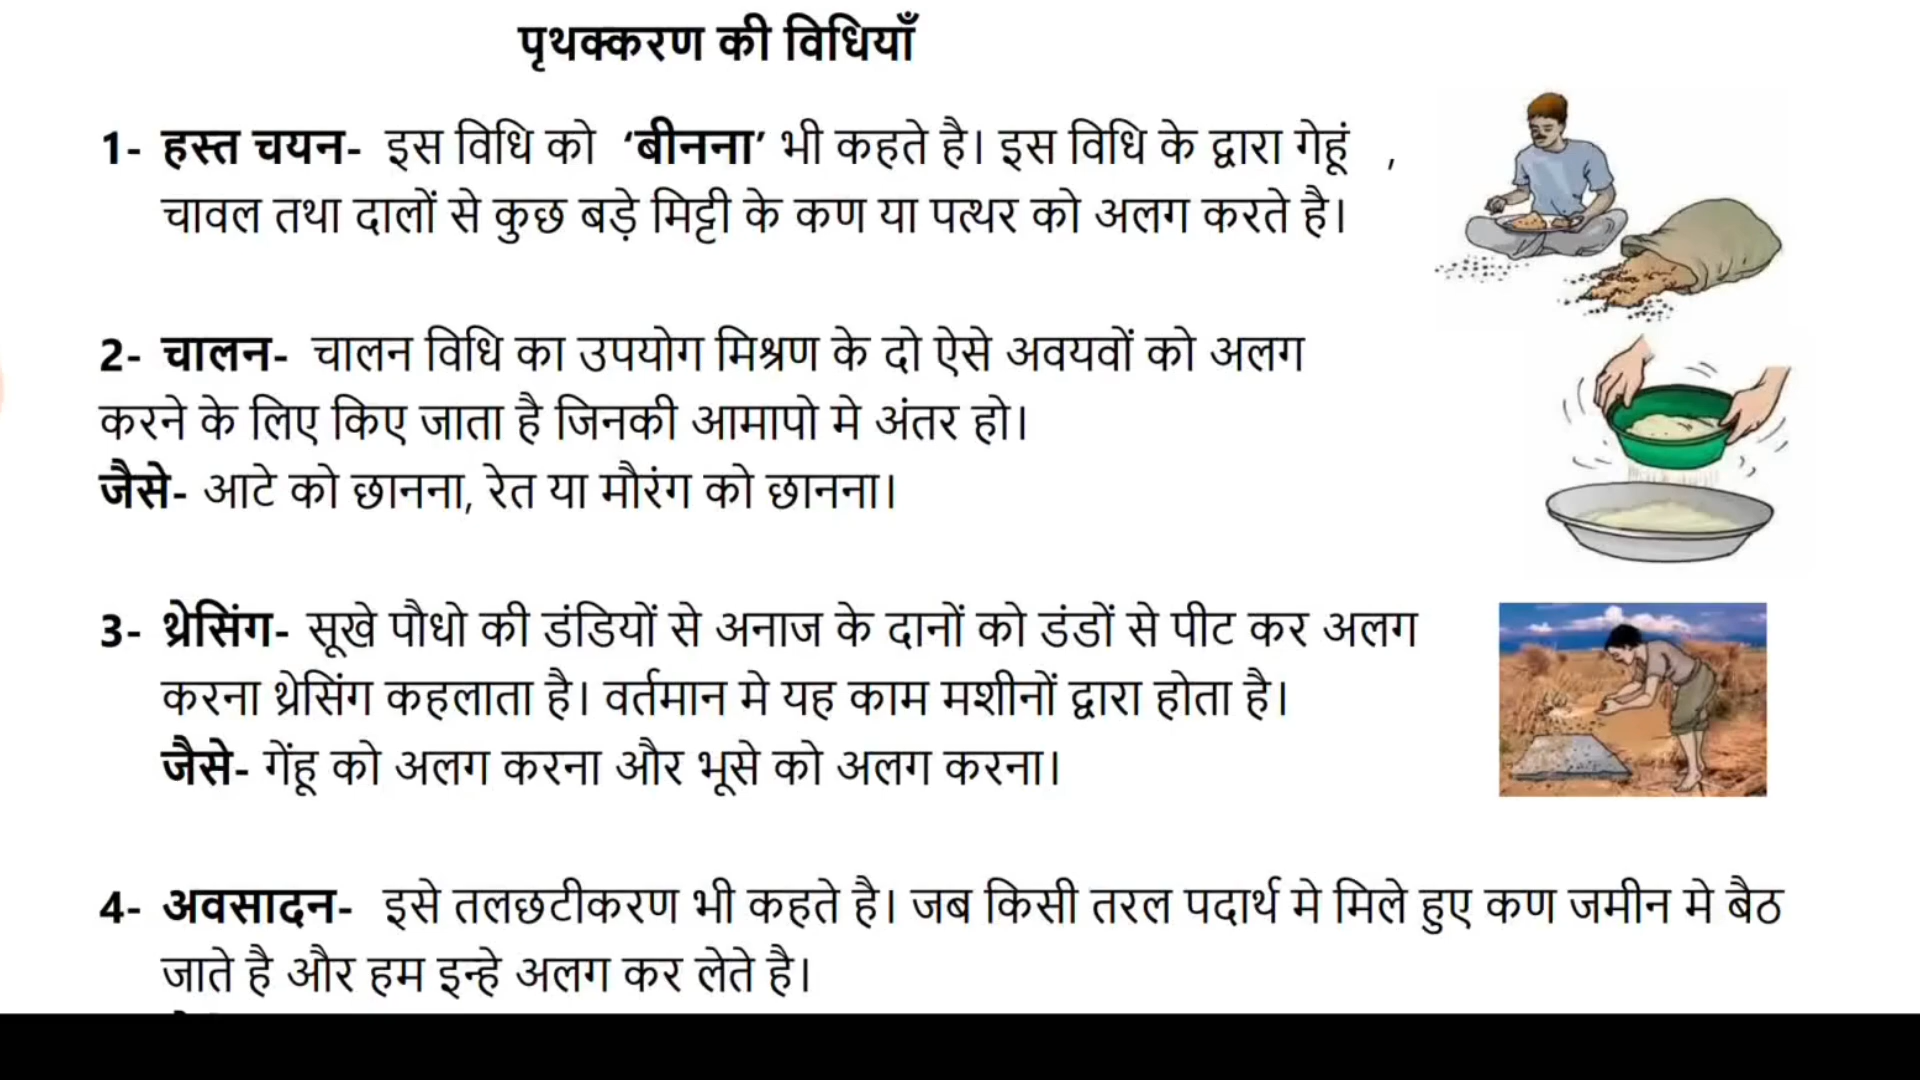 पृथक्करण की विधियाँ
1- हस्त चयन- इस विधि को ‘बीनना’ भी कहते है। इस विधि के द्वारा गेहूं ,
चावल तथा दालों से कुछ बड़े मिट्टी के कण या पत्थर को अलग करते है।
2- चालन- चालन विधि का उपयोग मिश्रण के दो ऐसे अवयवों को अलग
करने के लिए किए जाता है जिनकी आमापो मे अंतर हो।
जैसे- आटे को छानना, रेत या मौरंग को छानना।
3- थ्रेसिंग- सूखे पौधो की डंडियों से अनाज के दानों को डंडों से पीट कर अलग
करना थ्रेसिंग कहलाता है। वर्तमान मे यह काम मशीनों द्वारा होता है।
जैसे- गेंहू को अलग करना और भूसे को अलग करना।
4- अवसादन- इसे तलछटीकरण भी कहते है। जब किसी तरल पदार्थ मे मिले हुए कण जमीन मे बैठ
जाते है और हम इन्हे अलग कर लेते है।